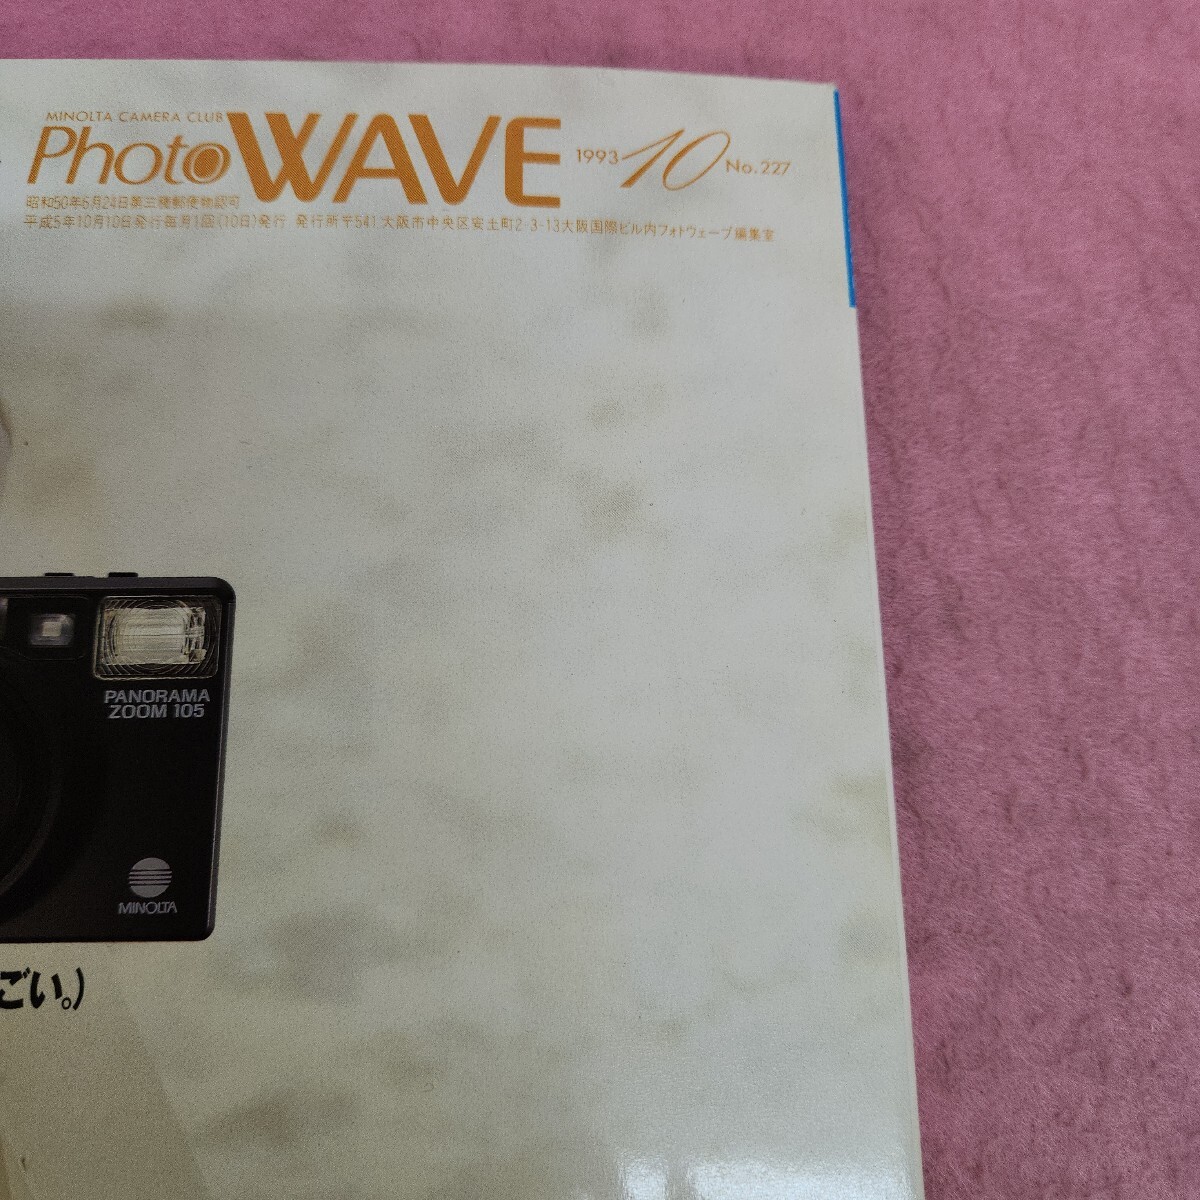 MINOLTA CAMERA CLUB
Photo WAVE 1993 10 No.227
昭和50年6月24日第三種郵便物認可
平成5年10月10日発行毎月1回(10日)発行 発行所〒541大阪市中央区安土町2-3-13大阪国際ビル内フォトウェーブ編集室
PANORAMA
ZOOM 105
MINOLTA
ごい。)